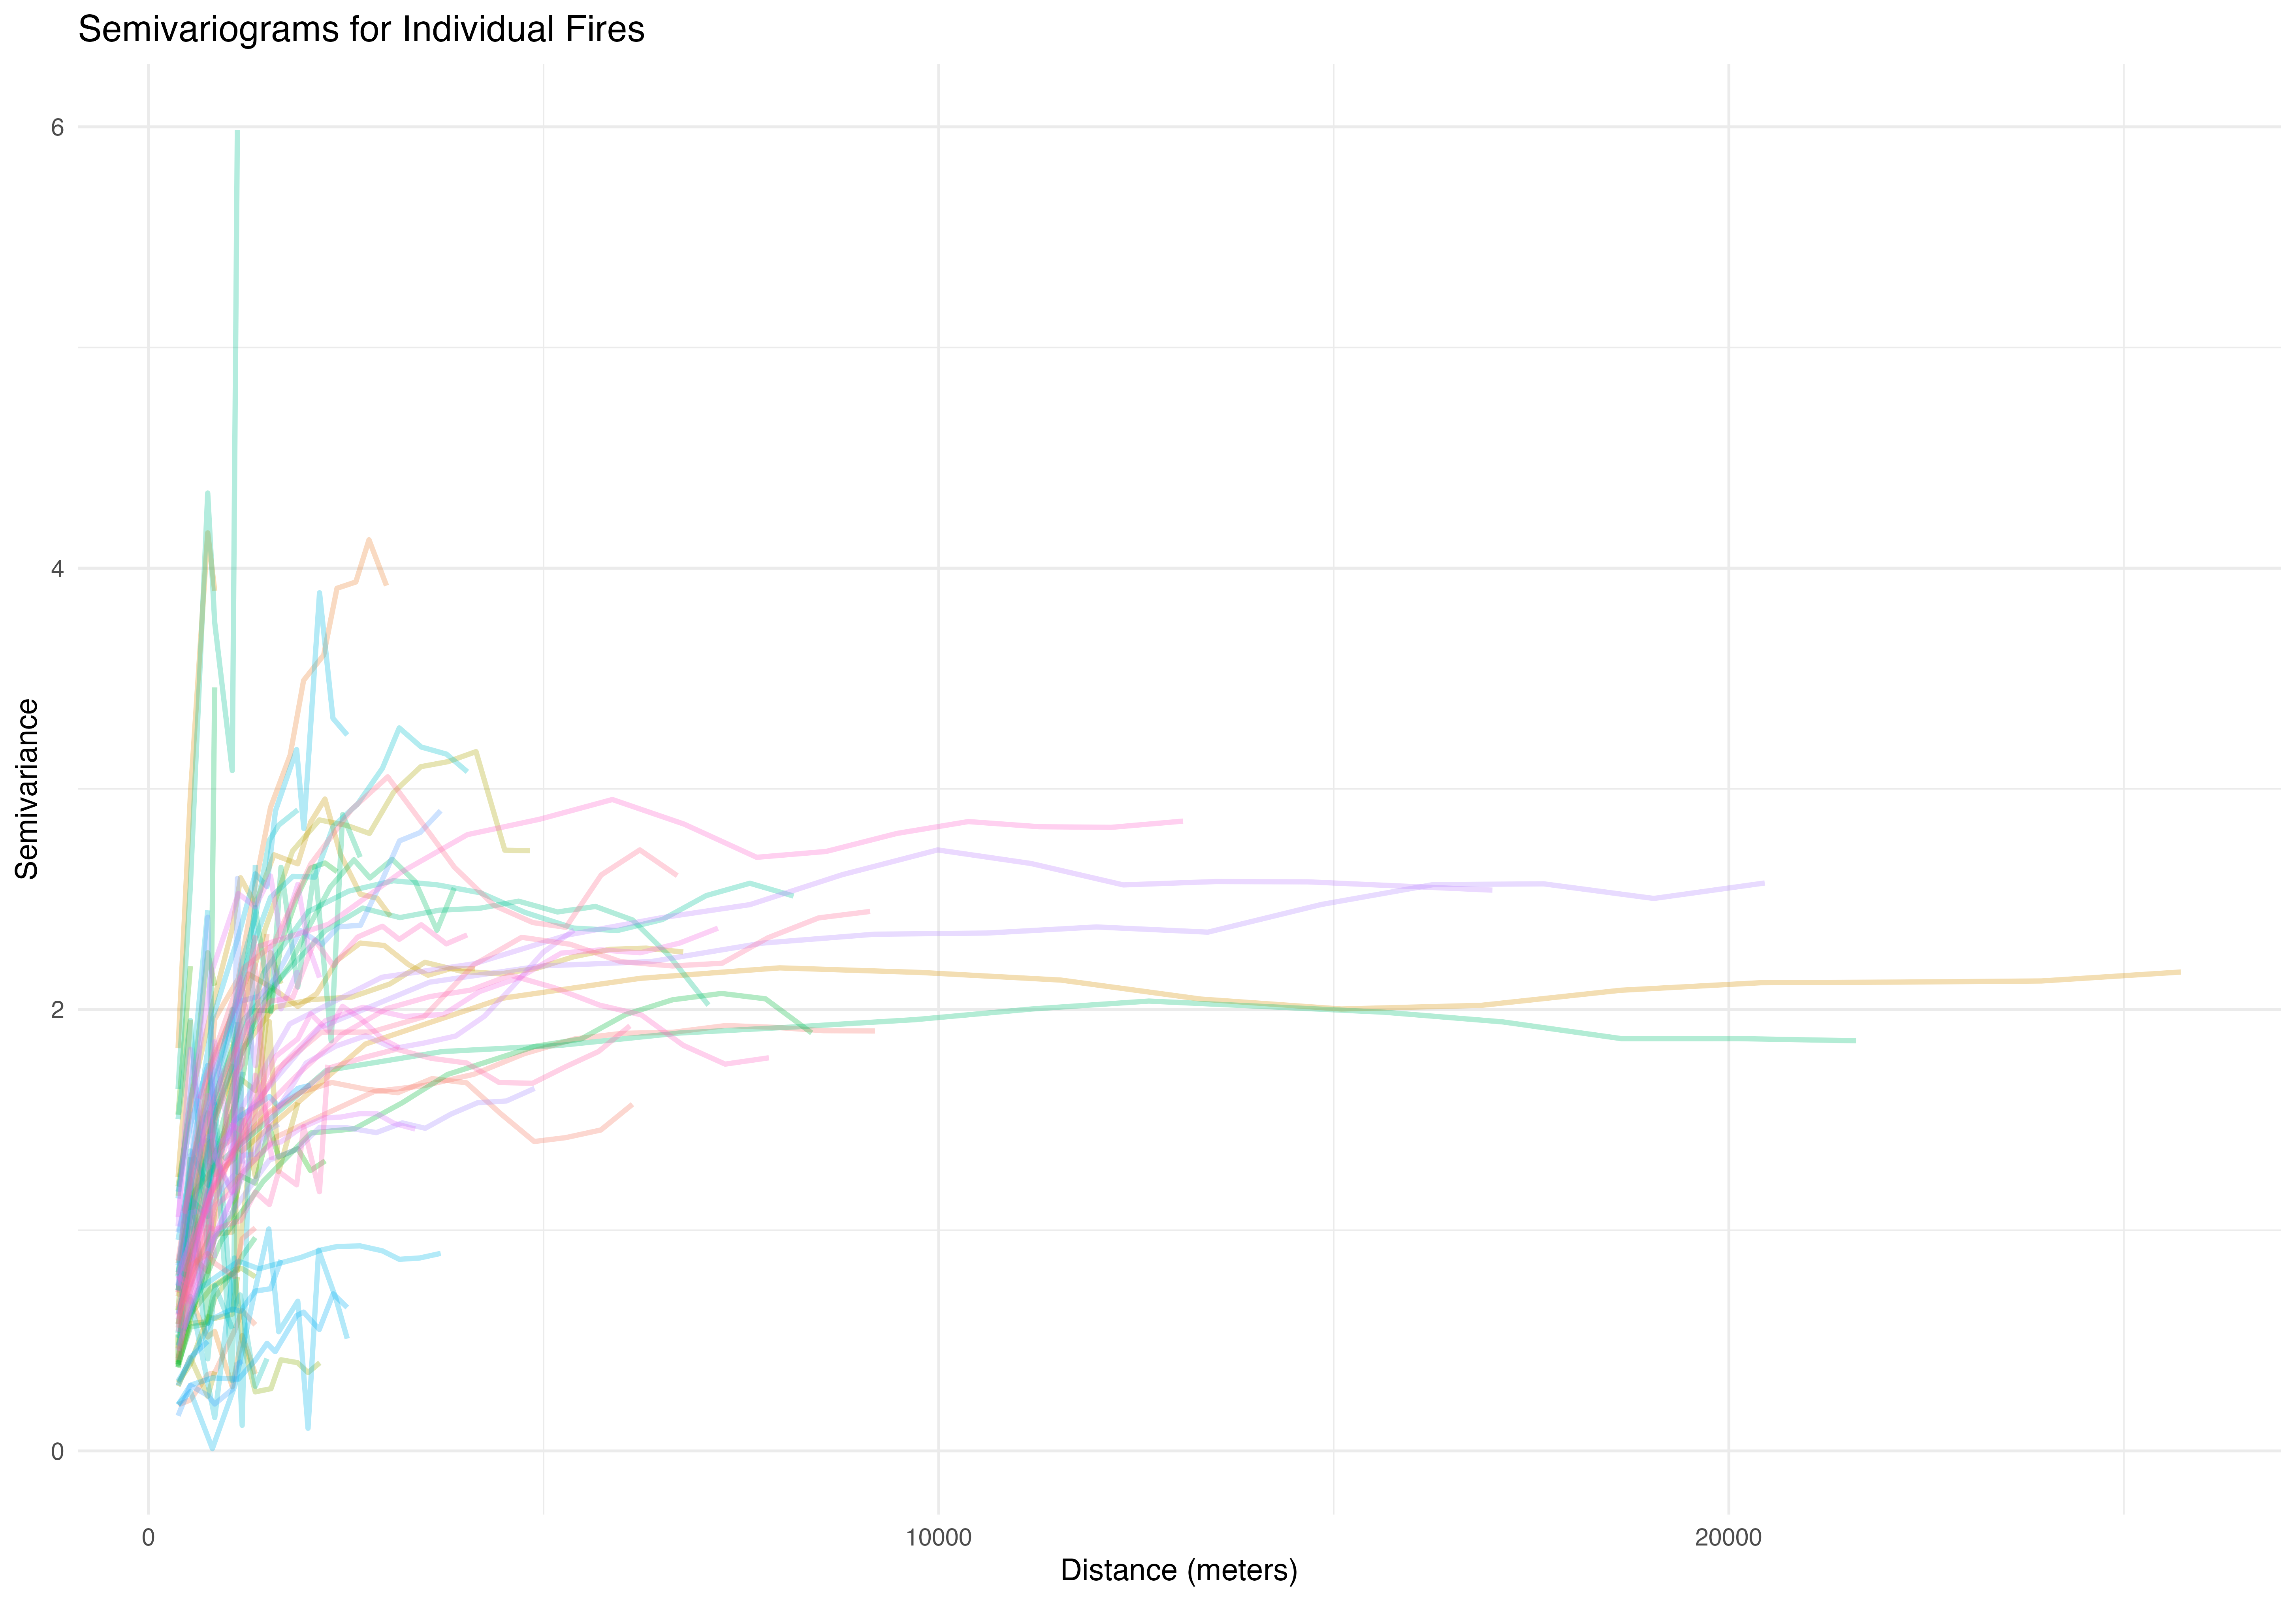 Semivariograms for Individual Fires
6
4
2
0
Semivariance
0
10000
20000
Distance (meters)